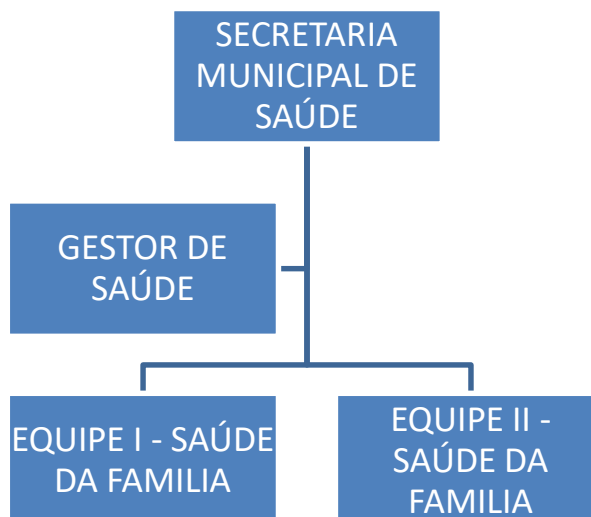 SECRETARIA
MUNICIPAL DE
SAÚDE
GESTOR DE
SAÚDE
EQUIPE I - SAÚDE
DA FAMILIA
EQUIPE II -
SAÚDE DA
FAMILIA